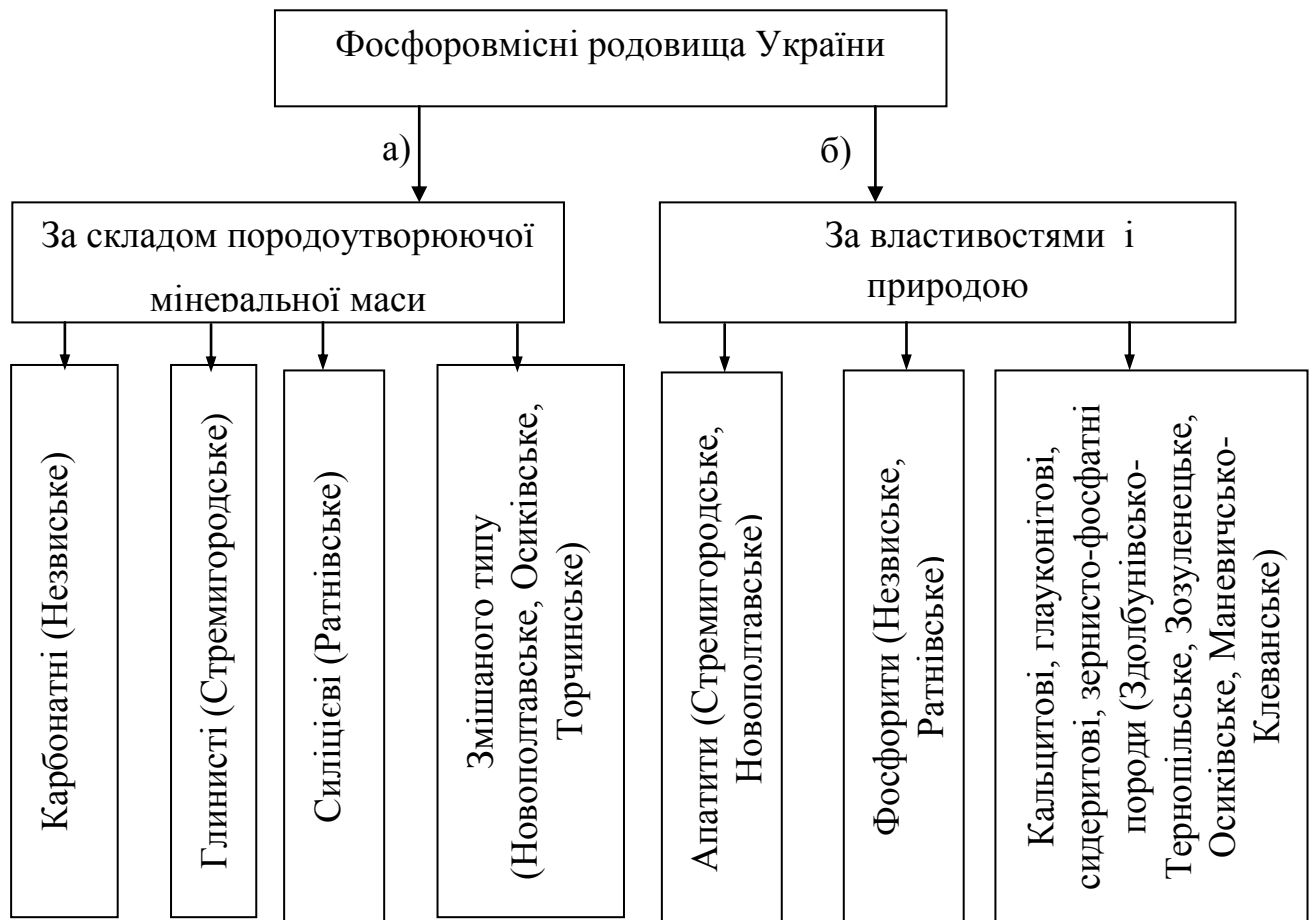 Фосфоровмісні родовища України
а)
б)
За складом породоутворюючої
мінеральної маси
За властивостями і
природою
Карбонатні (Незвиське)
Глинисті (Стремигородське)
Силіцієві (Ратнівське)
Змішаного типу
(Новополтавське, Осиківське,
Торчинське)
Апатити (Стремигородське,
Новополтавське)
Фосфорити (Незвиске,
Ратнівське)
Кальцитові, глауконітові,
сидеритові, зернисто-фосфатні
породи (Здолбунівсько-
Тернопільске, Зозуленецьке,
Осиківське, Маневичсько-
Клеванське)